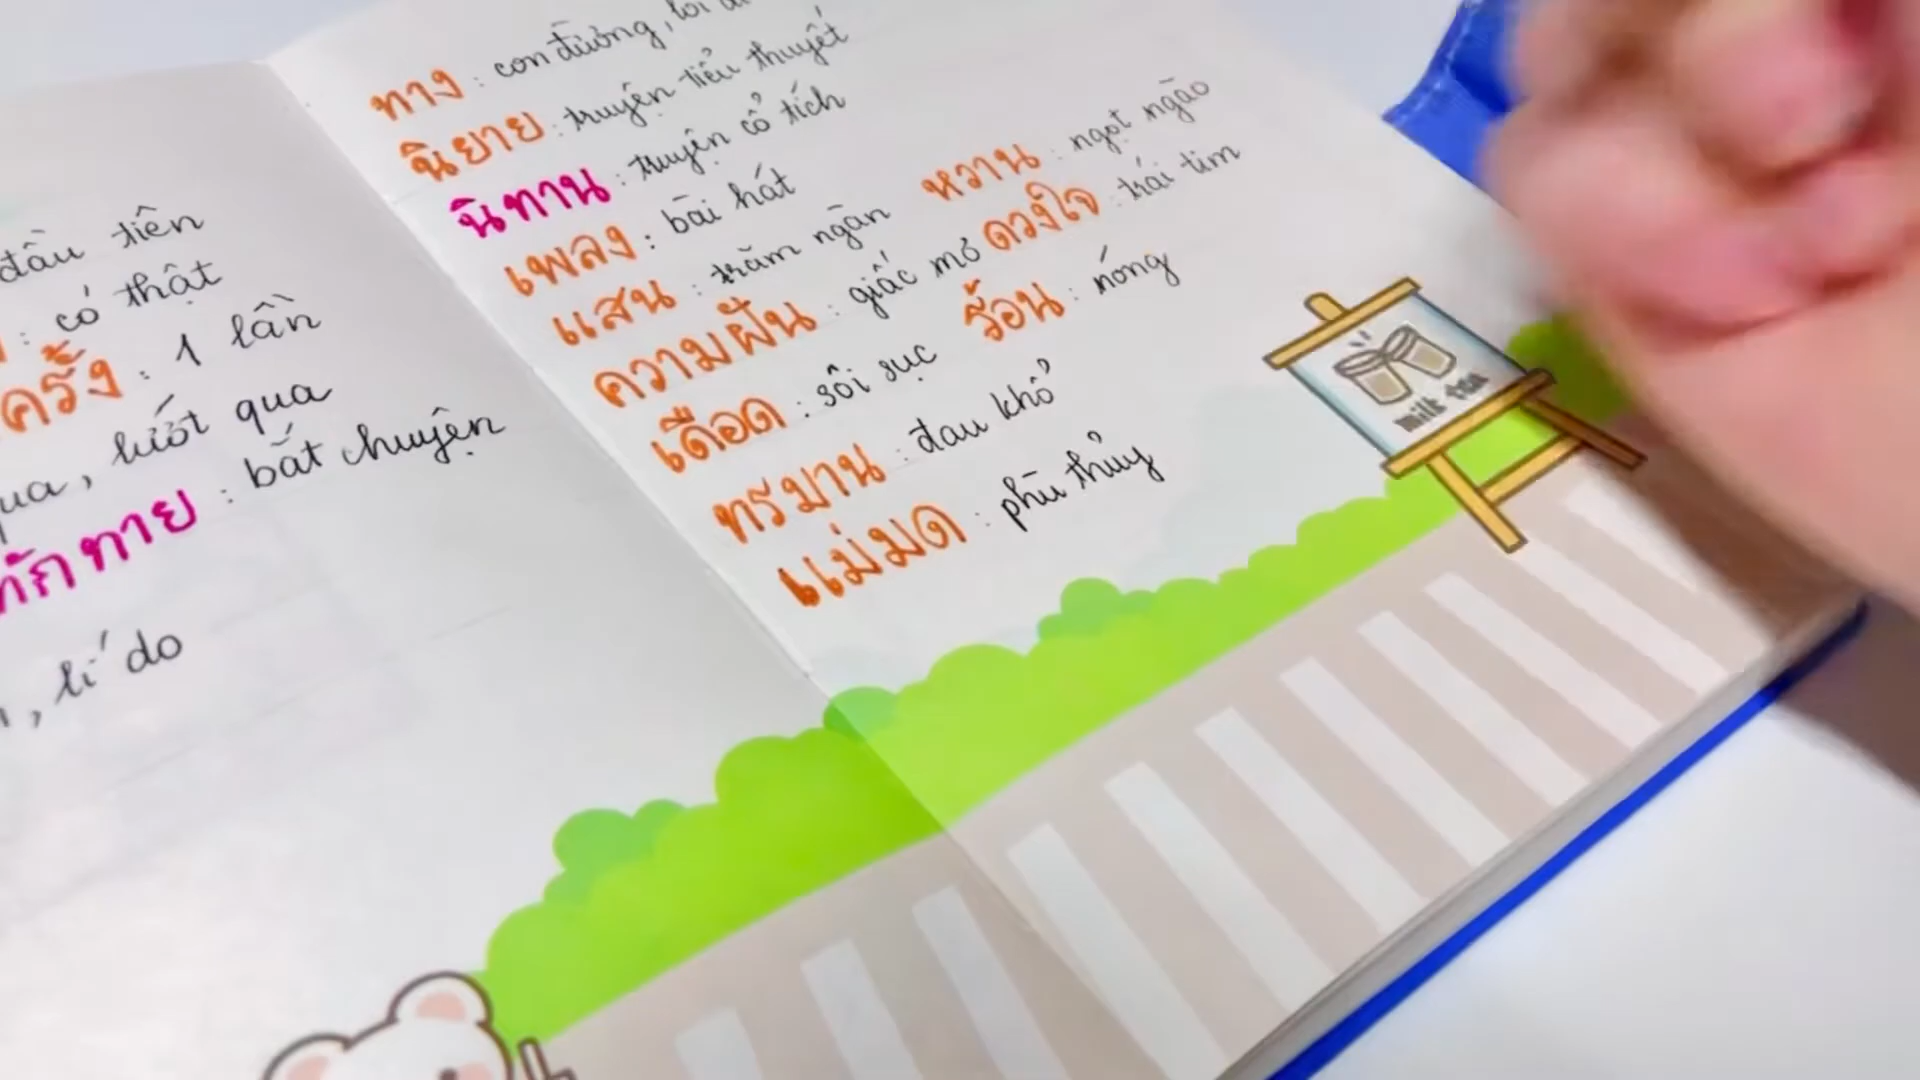 đầu tiên
: có thật
ครั้ง : 1 lần
qua, lướt qua
ทักทาย : bắt chuyện
, lí do
ทาง : con đường, lối
นิยาย : truyện tiểu thuyết
นิทาน : truyện cổ tích
เพลง : bài hát
แสน : trăm ngàn หวาน : ngọt ngào
ความฝัน : giấc mơ ดวงใจ : trái tim
เดือด : sôi sục ร้อน : nóng
ทรมาน : đau khổ
แม่มด : phù thủy
milk tea